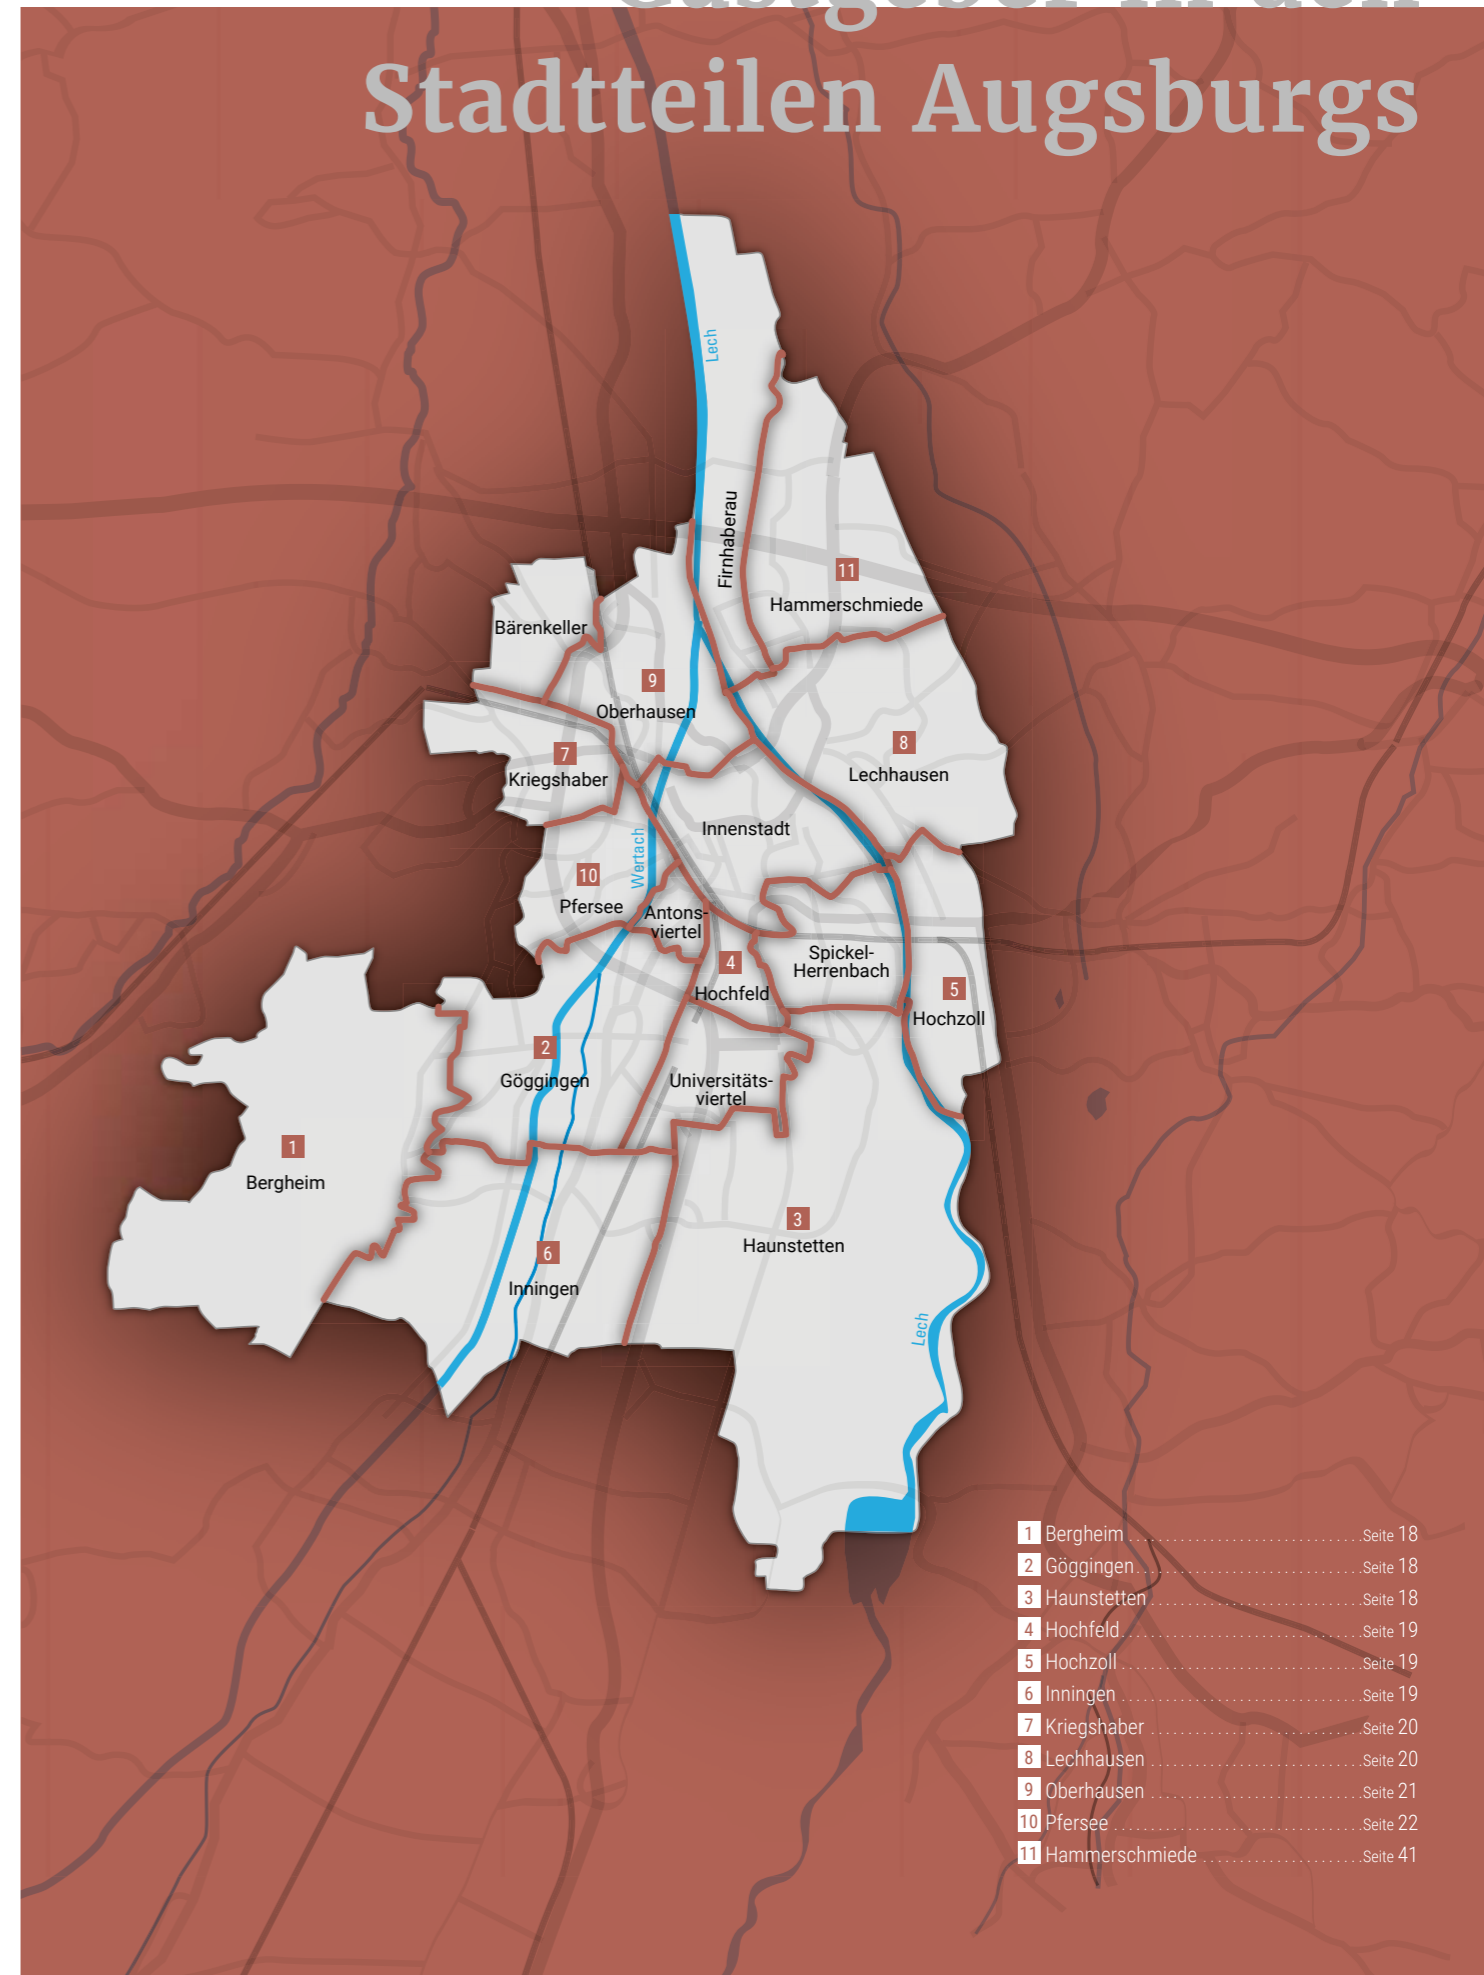 Gastgeber in den
Stadtteilen Augsburgs
Lech
Firnhaberau
11
Hammerschmiede
Bärenkeller
9
Oberhausen
8
Lechhausen
7
Kriegshaber
Innenstadt
Wertach
10
Pfersee
Antons-
viertel
4
Hochfeld
Spickel-
Herrenbach
5
Hochzoll
2
Göggingen
Universitäts-
viertel
1
Bergheim
3
Haunstetten
6
Inningen
Lech
1 Bergheim ................................ Seite 18
2 Göggingen ................................ Seite 18
3 Haunstetten ............................. Seite 18
4 Hochfeld ................................. Seite 19
5 Hochzoll ................................. Seite 19
6 Inningen ................................. Seite 19
7 Kriegshaber ............................. Seite 20
8 Lechhausen ............................. Seite 20
9 Oberhausen ............................. Seite 21
10 Pfersee .................................. Seite 22
11 Hammerschmiede ...................... Seite 41